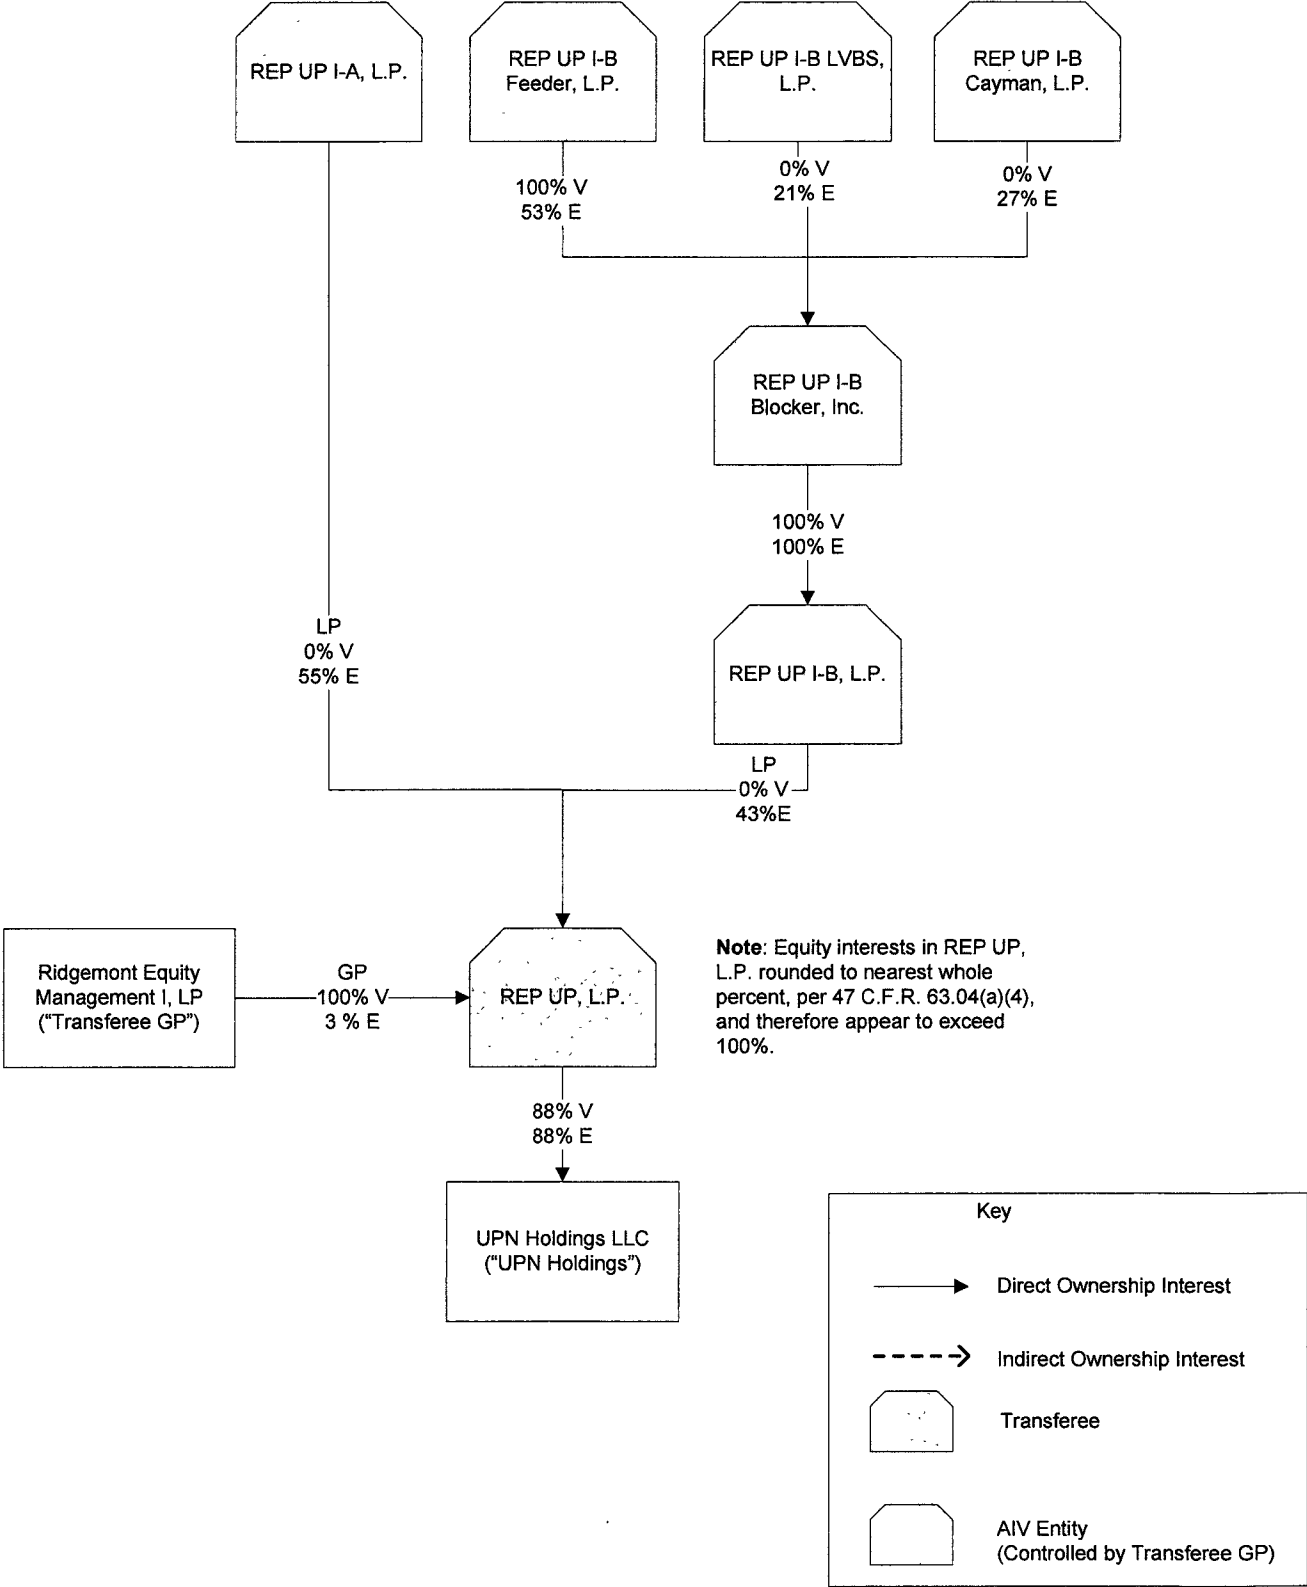 REP UP I-A, L.P.
REP UP I-B
Feeder, L.P.
REP UP I-B LVBS,
L.P.
REP UP I-B
Cayman, L.P.
100% V
53% E
0% V
21% E
0% V
27% E
REP UP I-B
Blocker, Inc.
100% V
100% E
LP
0% V
55% E
REP UP I-B, L.P.
LP
0% V
43%E
Ridgemont Equity
Management I, LP
("Transferee GP")
GP
100% V
3 % E
REP UP, L.P.
Note: Equity interests in REP UP,
L.P. rounded to nearest whole
percent, per 47 C.F.R. 63.04(a)(4),
and therefore appear to exceed
100%.
88% V
88% E
UPN Holdings LLC
("UPN Holdings")
Key
Direct Ownership Interest
Indirect Ownership Interest
Transferee
AIV Entity
(Controlled by Transferee GP)